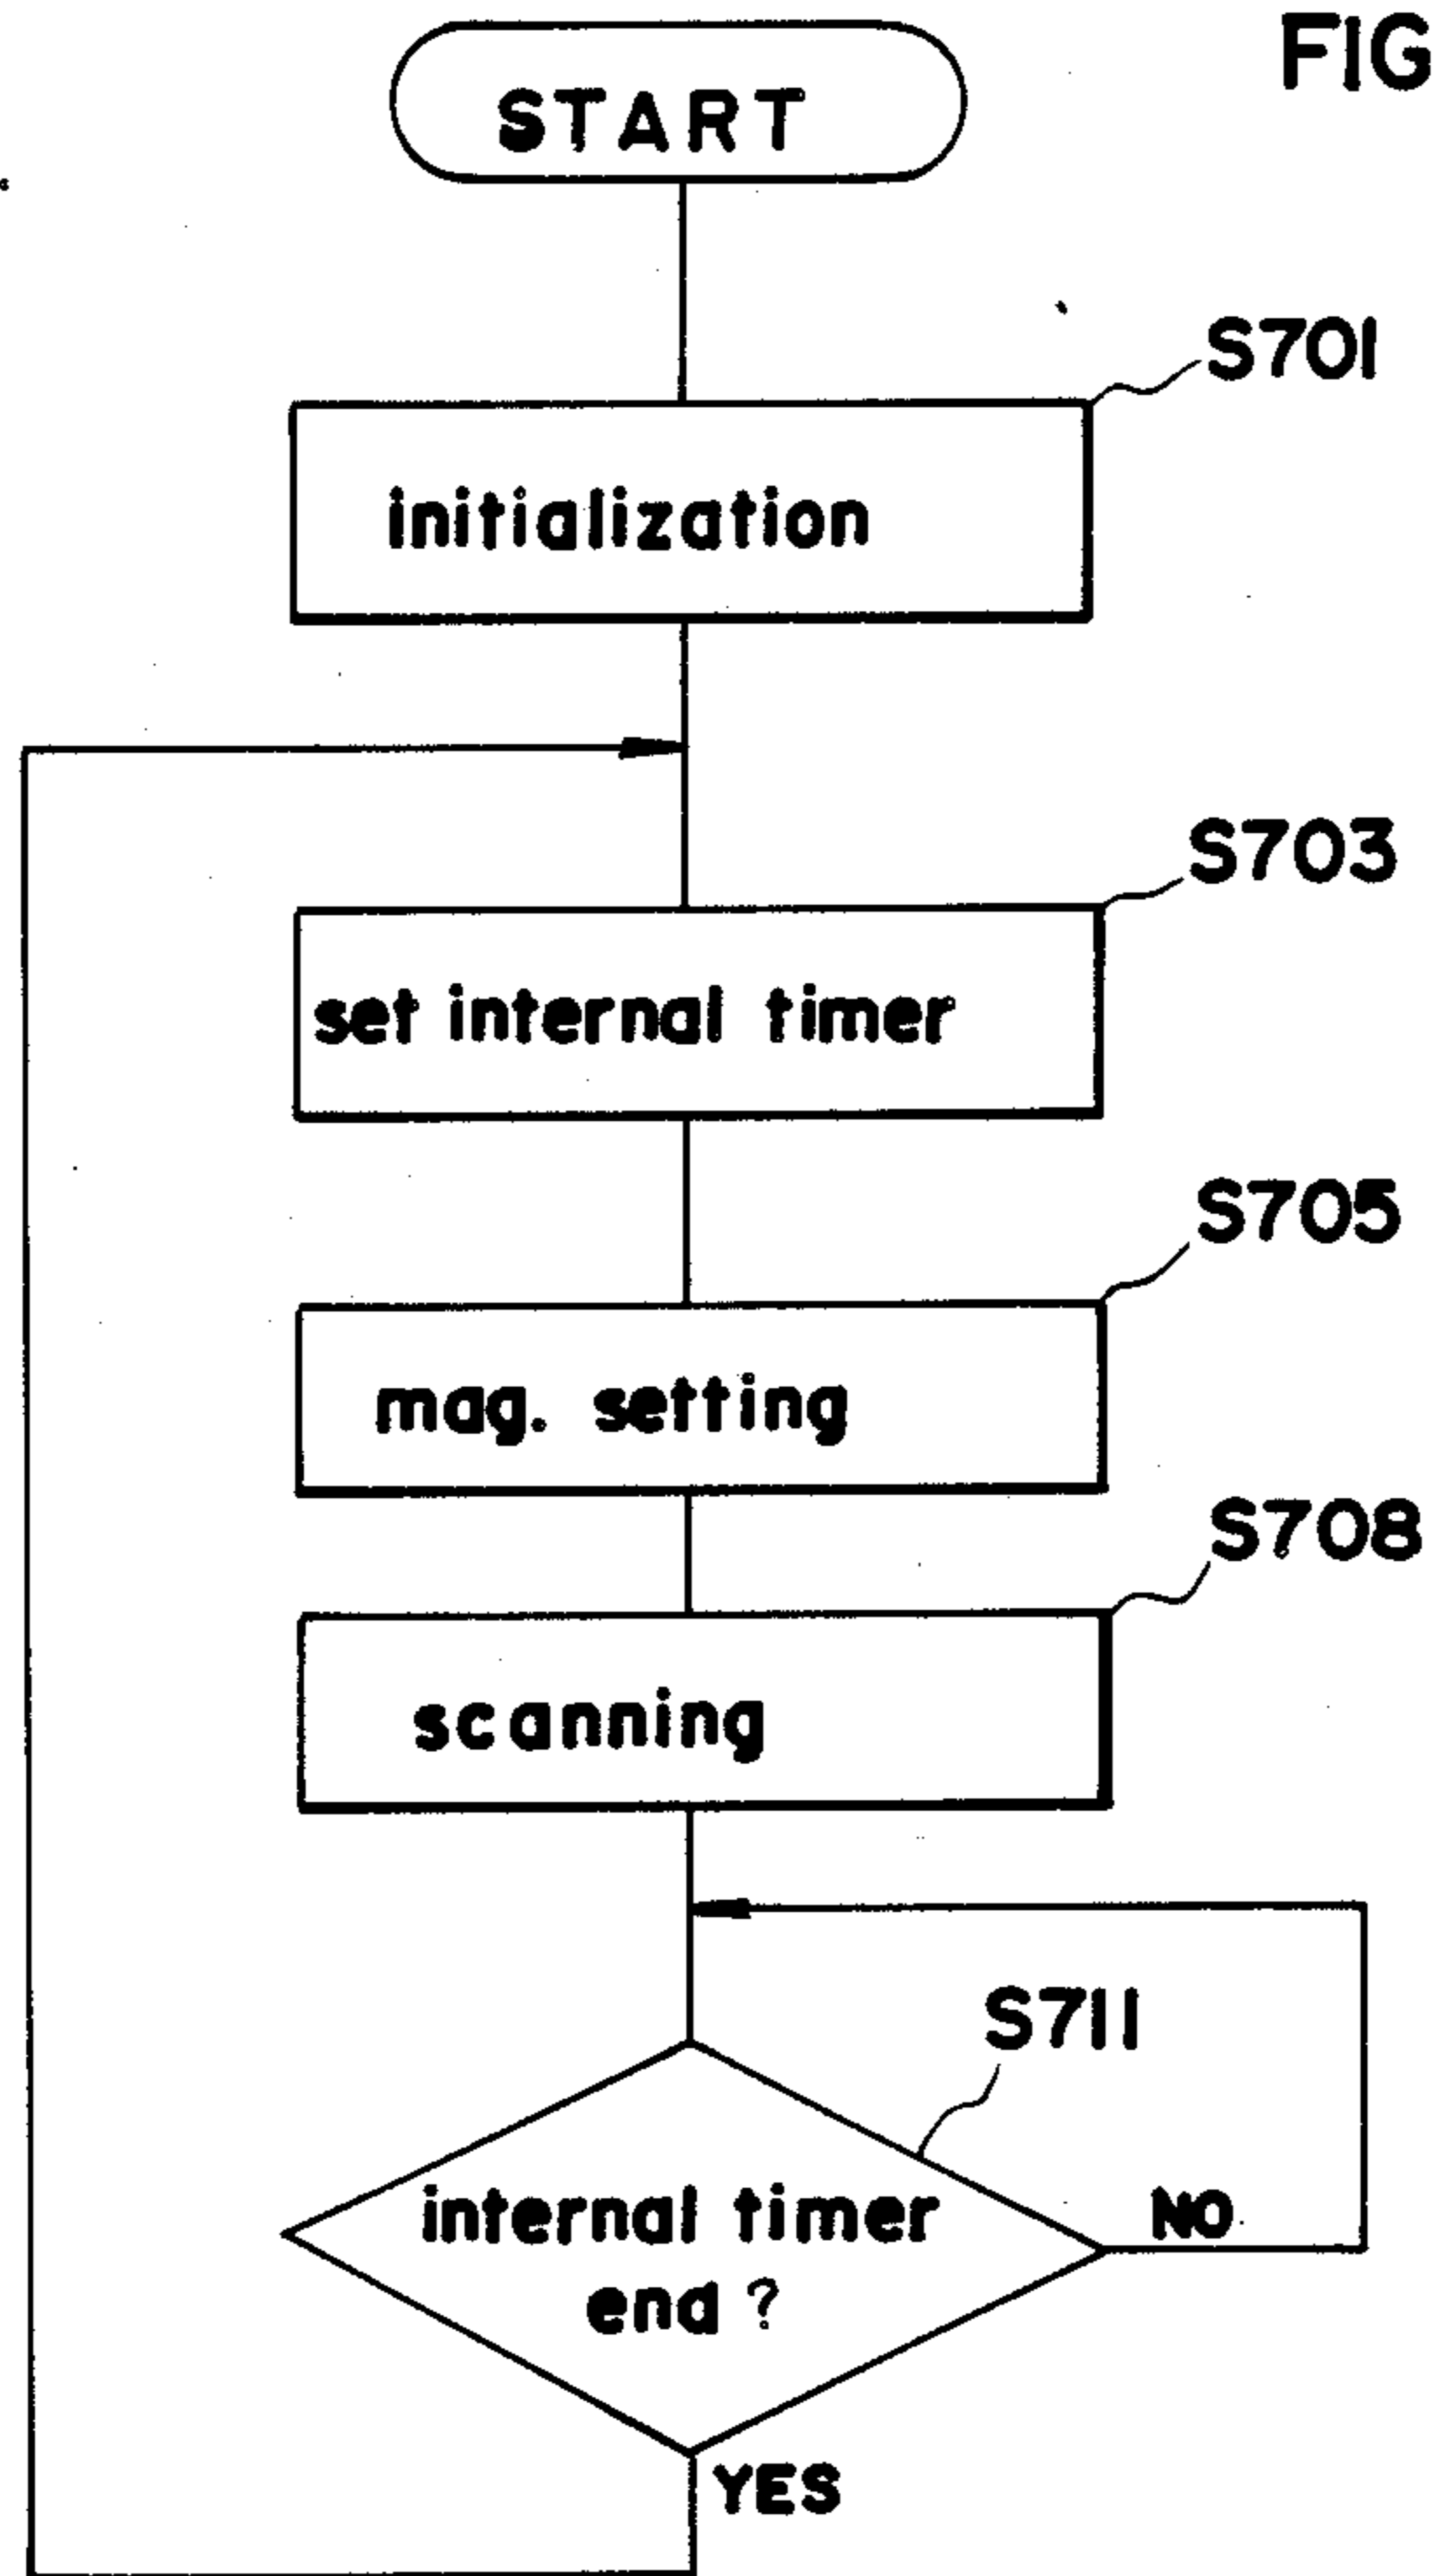 FIG
START
S701
initialization
S703
set internal timer
S705
mag. setting
S708
scanning
S711
internal timer
end ?
NO
YES